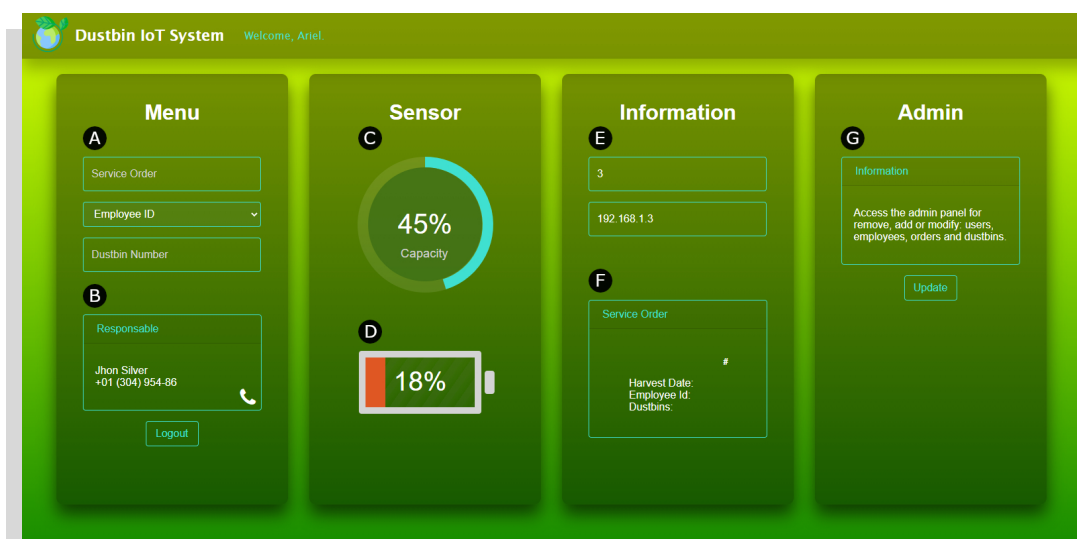 Dustbin IoT System Welcome, Ariel.
Menu
A
Service Order
Employee ID
Dustbin Number
B
Responsable
Jhon Silver
+01 (304) 954-86
Logout
Sensor
C
45%
Capacity
D
18%
Information
E
3
192.168.1.3
F
Service Order
#
Harvest Date:
Employee Id:
Dustbins:
Admin
G
Information
Access the admin panel for
remove, add or modify: users,
employees, orders and dustbins.
Update